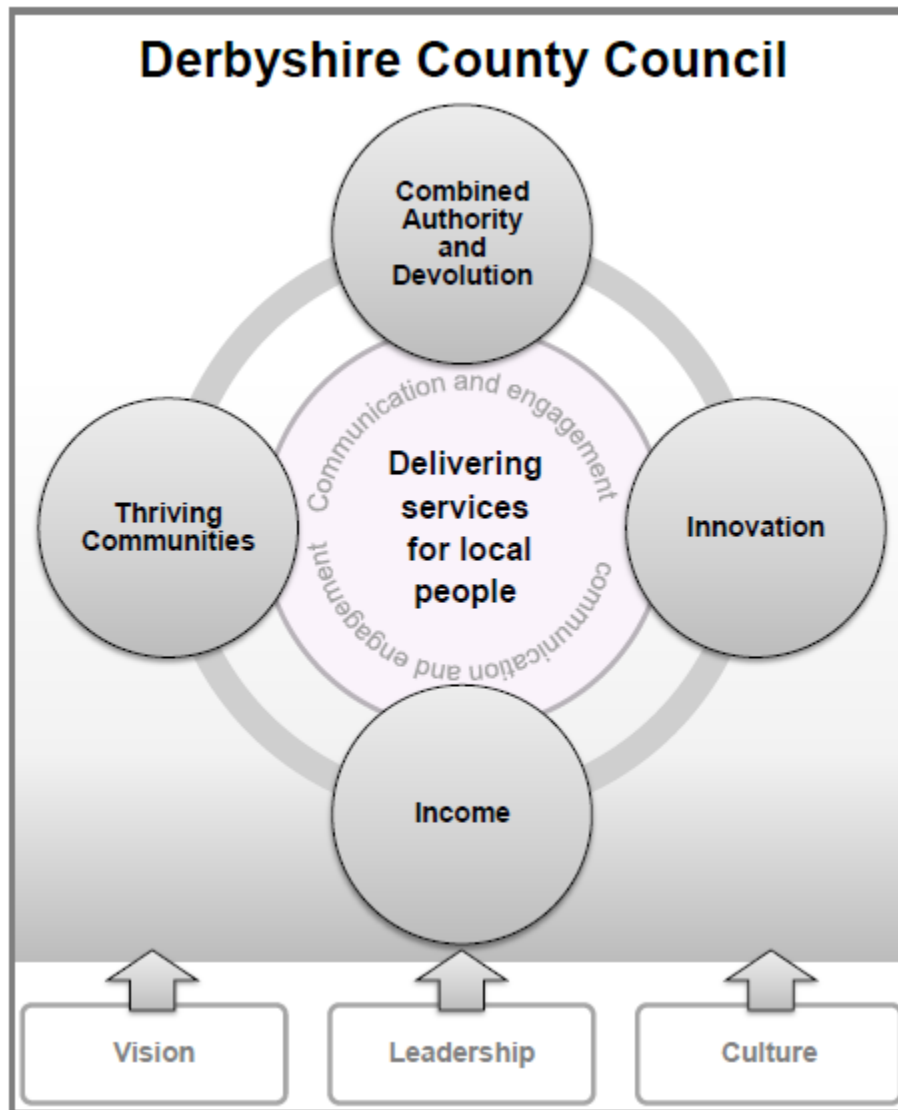 Derbyshire County Council
Combined
Authority
and
Devolution
Communication and engagement
Thriving
Communities
Delivering
services
for local
people
Innovation
communication and engagement
Income
Vision
Leadership
Culture